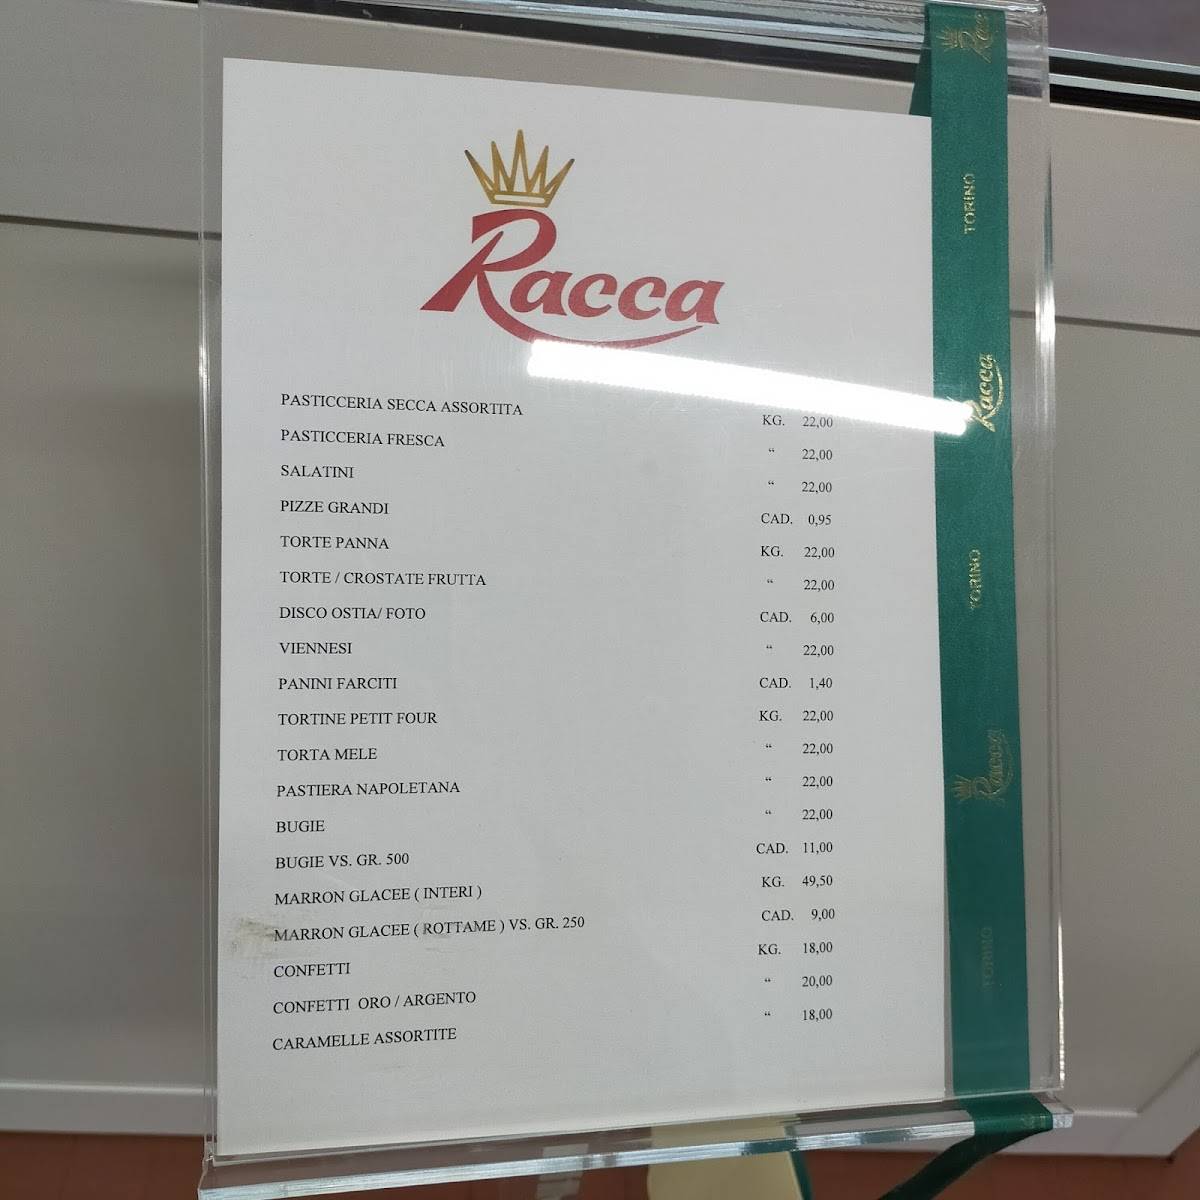 Racca
PASTICCERIA SECCA ASSORTITA KG. 22,00
PASTICCERIA FRESCA “ 22,00
SALATINI “ 22,00
PIZZE GRANDI CAD. 0,95
TORTE PANNA KG. 22,00
TORTE / CROSTATE FRUTTA “ 22,00
DISCO OSTIA/ FOTO CAD. 6,00
VIENNESI “ 22,00
PANINI FARCITI CAD. 1,40
TORTINE PETIT FOUR KG. 22,00
TORTA MELE “ 22,00
PASTIERA NAPOLETANA “ 22,00
BUGIE “ 22,00
BUGIE VS. GR. 500 CAD. 11,00
MARRON GLACEE ( INTERI ) KG. 49,50
MARRON GLACEE ( ROTTAME ) VS. GR. 250 CAD. 9,00
CONFETTI KG. 18,00
CONFETTI ORO / ARGENTO “ 20,00
CARAMELLE ASSORTITE “ 18,00
Racca
TORINO
Racca
TORINO
Racca
TORINO